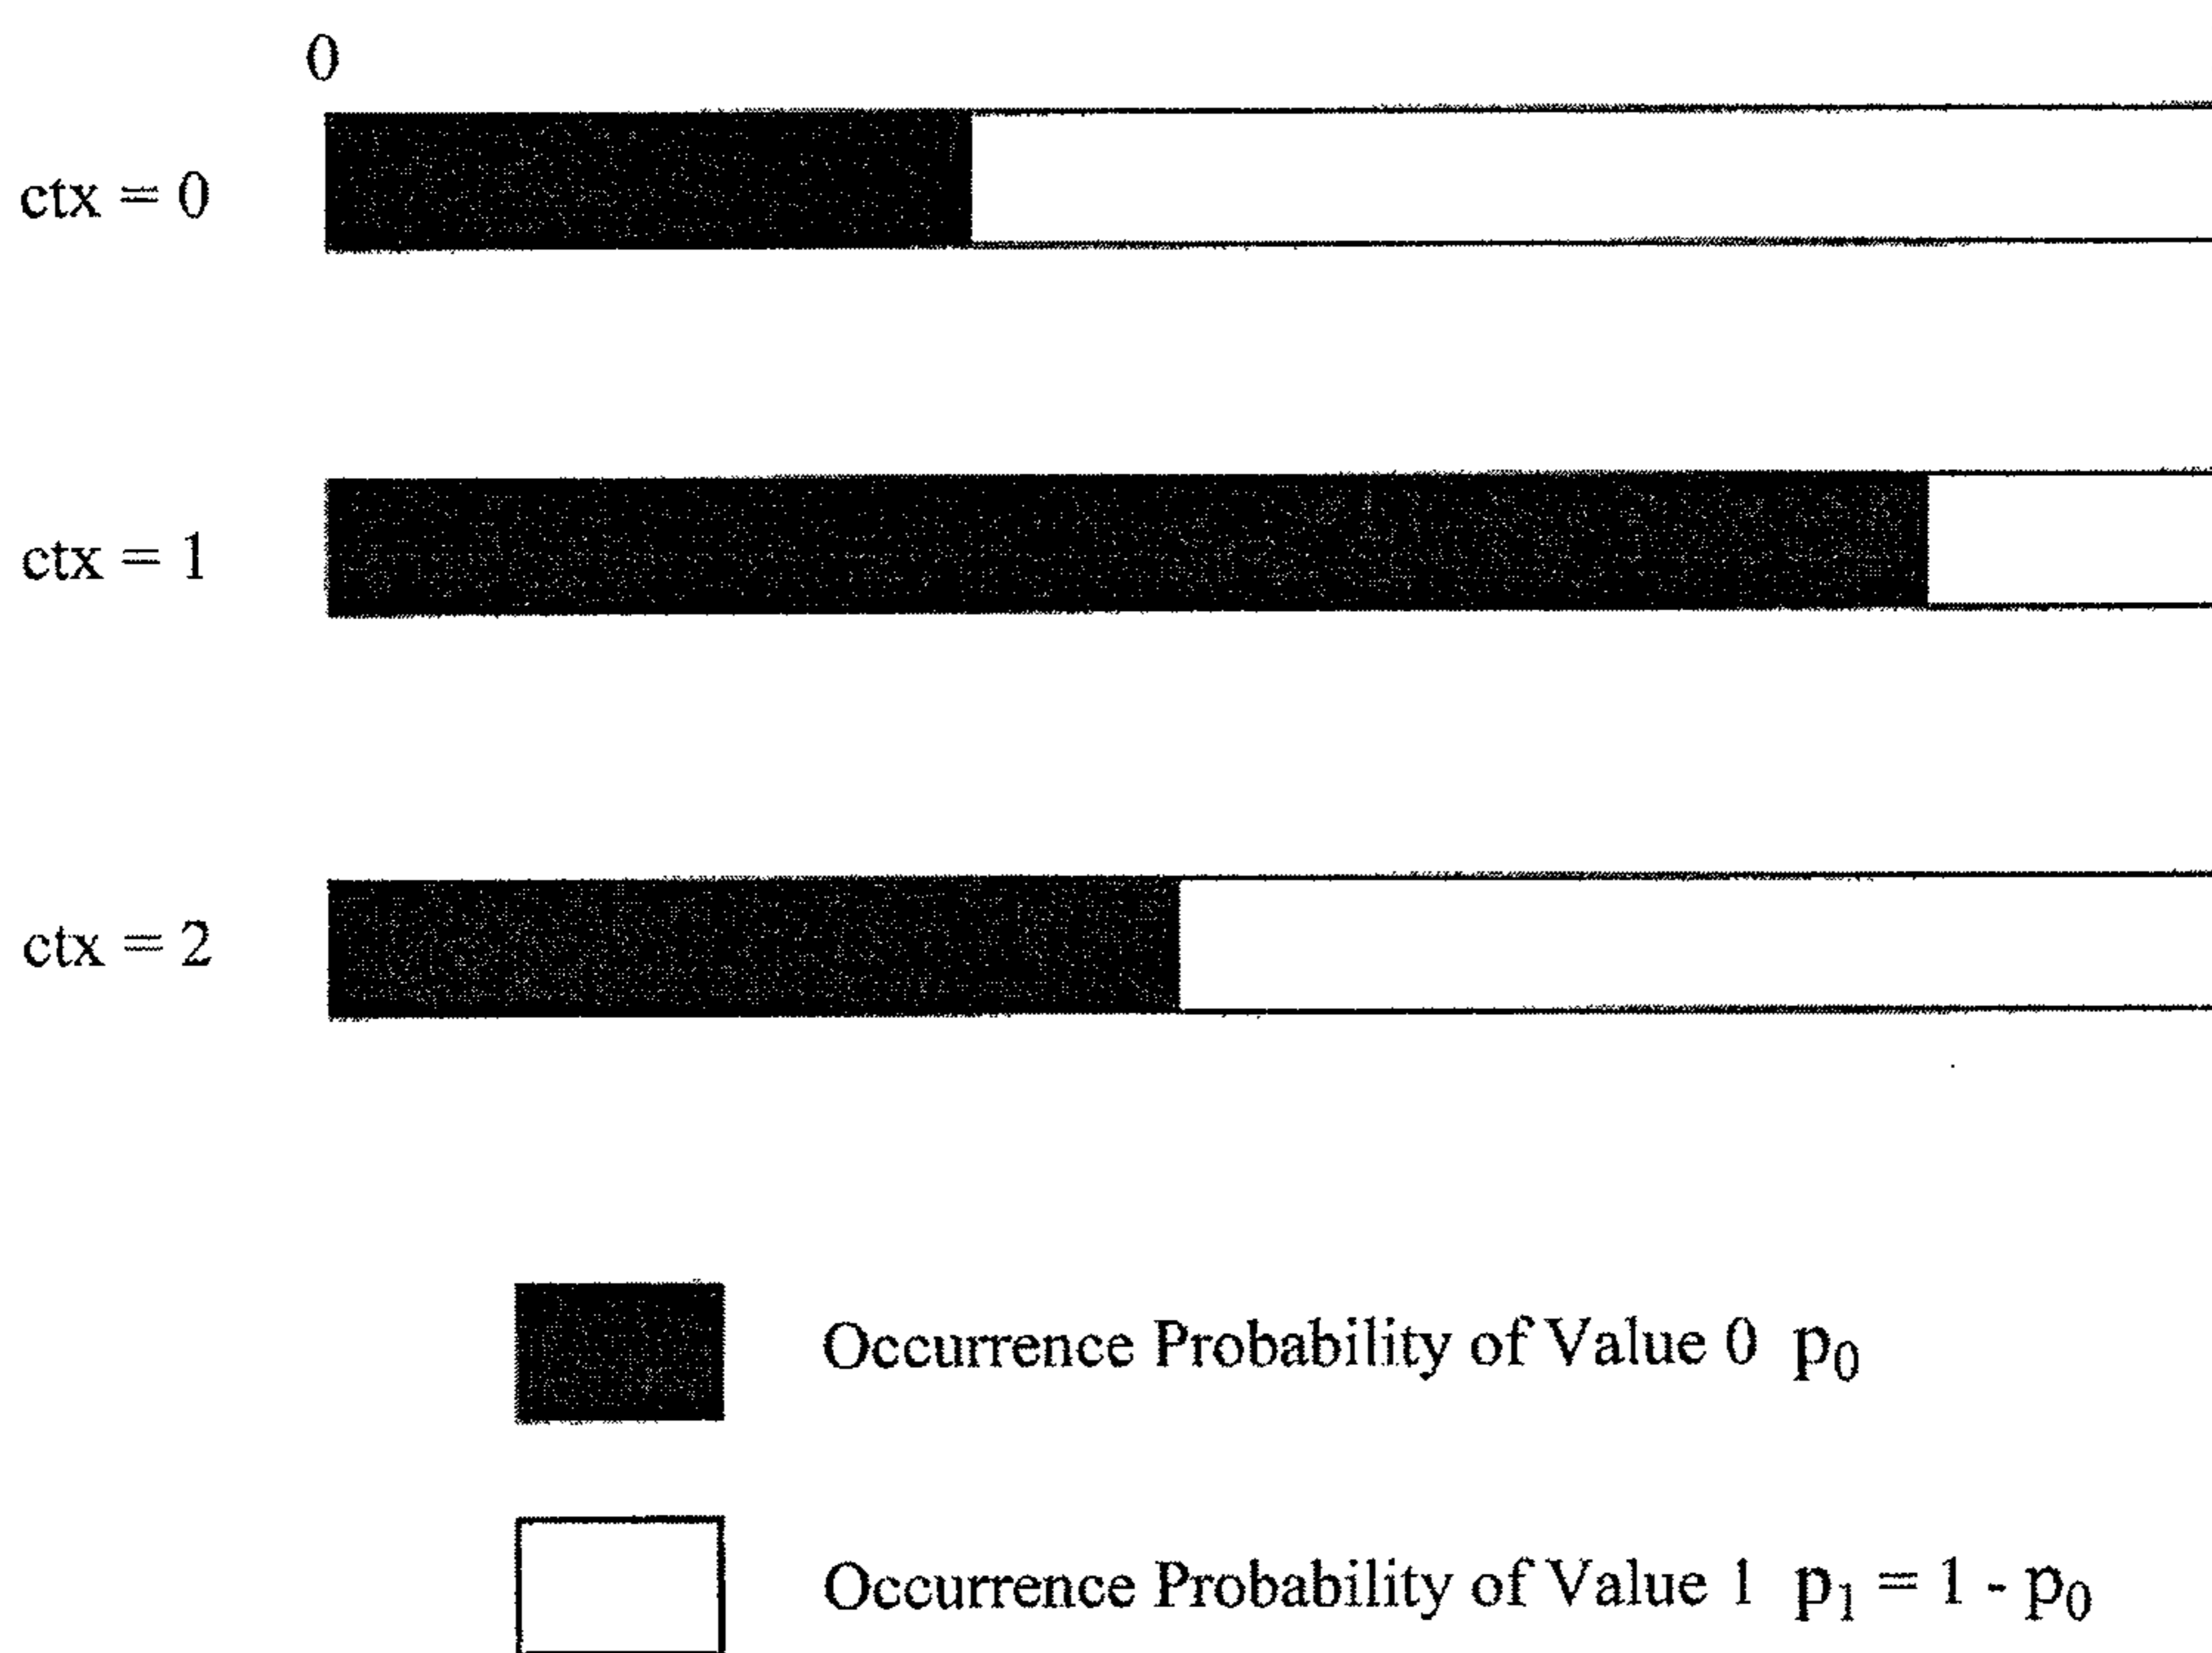 0
ctx = 0
ctx = 1
ctx = 2
Occurrence Probability of Value 0 p₀
Occurrence Probability of Value 1 p₁ = 1 - p₀